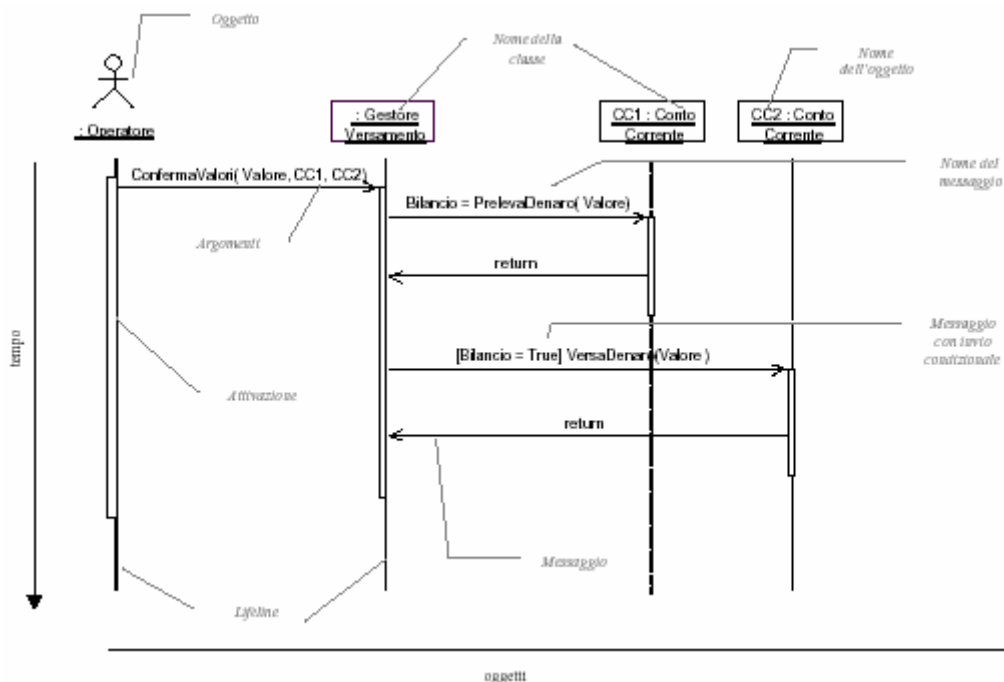 Oggetto
Nome della
classe
Nome
dell'oggetto
: Operatore
: Gestore
Versamento
CC1 : Conto
Corrente
CC2 : Conto
Corrente
ConfermaValori( Valore, CC1, CC2)
Nome del
messaggio
Bilancio = PrelevaDenaro( Valore)
Argomenti
return
tempo
Messaggio
con invio
condizionale
[Bilancio = True] VersaDenaro(Valore )
Attivazione
return
Messaggio
Lifeline
oggetti